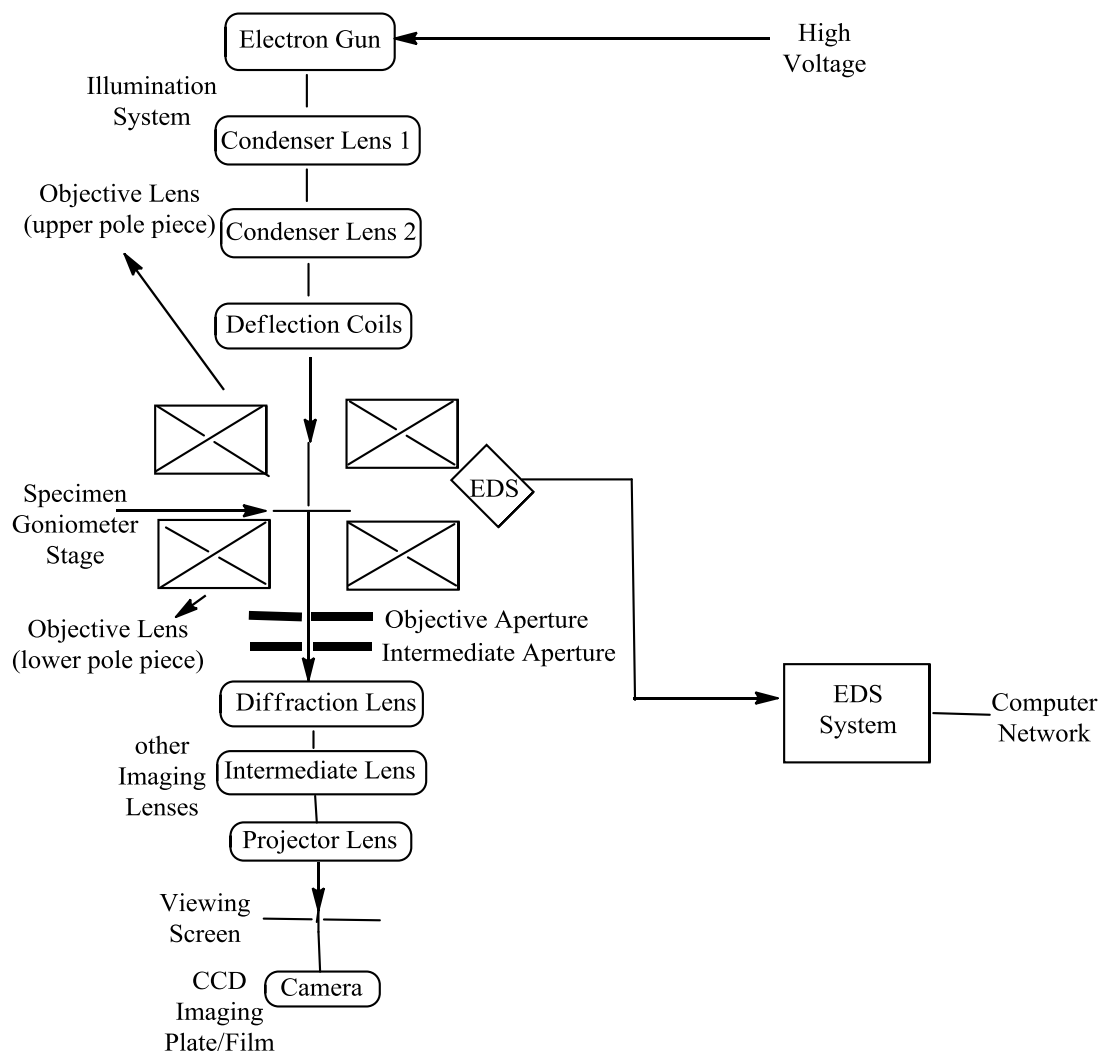 Electron Gun
High
Voltage
Illumination
System
Condenser Lens 1
Objective Lens
(upper pole piece)
Condenser Lens 2
Deflection Coils
EDS
Specimen
Goniometer
Stage
Objective Aperture
Objective Lens
(lower pole piece)
Intermediate Aperture
Diffraction Lens
EDS
System
Computer
Network
other
Imaging
Lenses
Intermediate Lens
Projector Lens
Viewing
Screen
CCD
Imaging
Plate/Film
Camera